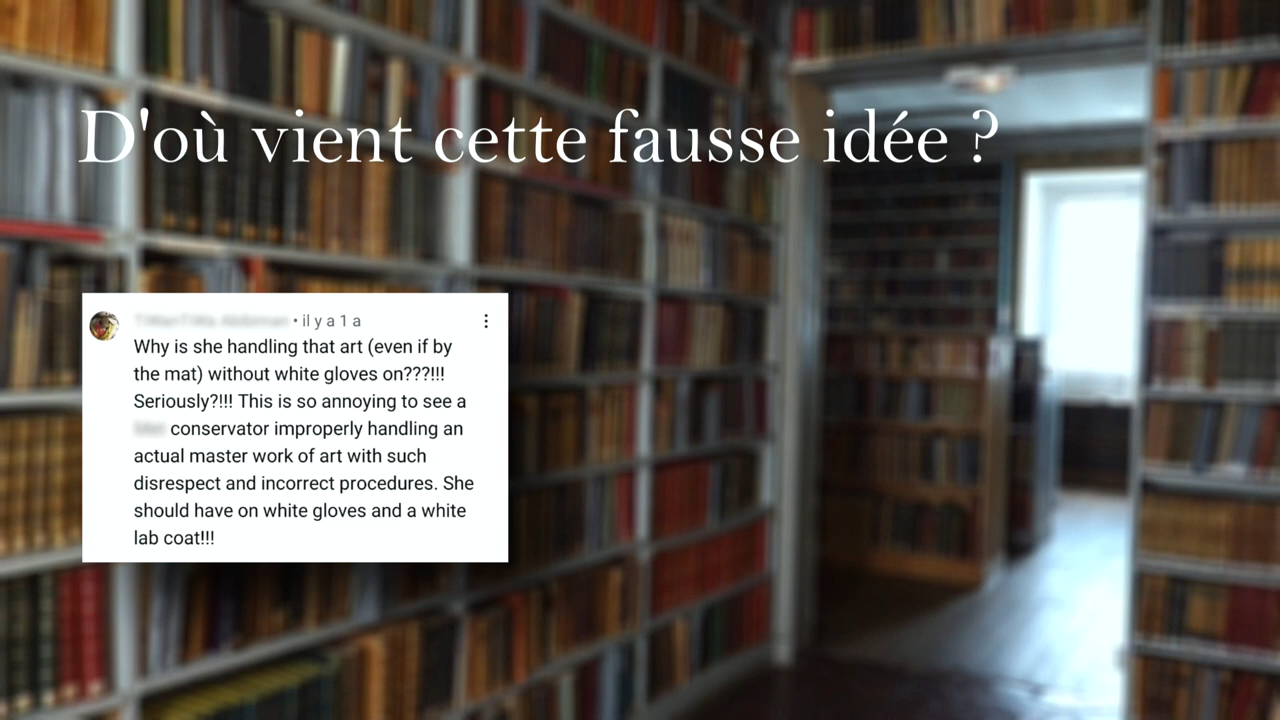 D'où vient cette fausse idée ?
• il y a 1 a
Why is she handling that art (even if by
the mat) without white gloves on???!!!
Seriously?!!! This is so annoying to see a
conservator improperly handling an
actual master work of art with such
disrespect and incorrect procedures. She
should have on white gloves and a white
lab coat!!!